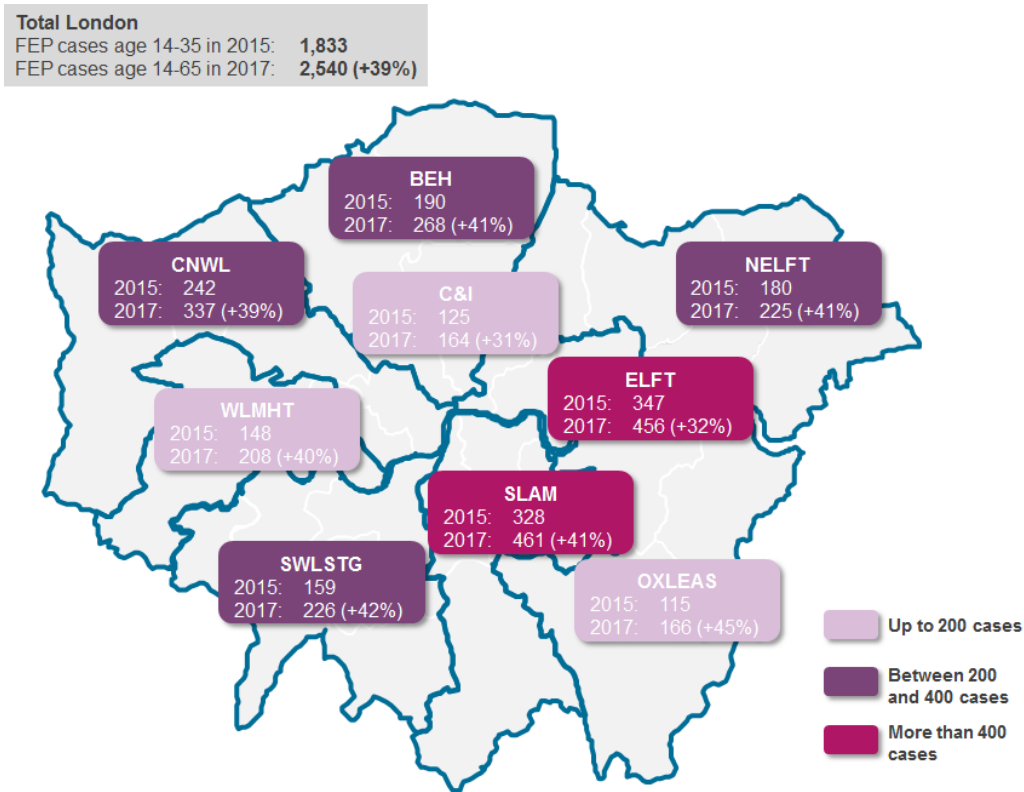 Total London
FEP cases age 14-35 in 2015: 1,833
FEP cases age 14-65 in 2017: 2,540 (+39%)
BEH
2015: 190
2017: 268 (+41%)
CNWL
2015: 242
2017: 337 (+39%)
NELFT
2015: 180
2017: 225 (+41%)
C&I
2015: 125
2017: 164 (+31%)
ELFT
2015: 347
2017: 456 (+32%)
WLMHT
2015: 148
2017: 208 (+40%)
SLAM
2015: 328
2017: 461 (+41%)
SWLSTG
2015: 159
2017: 226 (+42%)
OXLEAS
2015: 115
2017: 166 (+45%)
Up to 200 cases
Between 200
and 400 cases
More than 400
cases